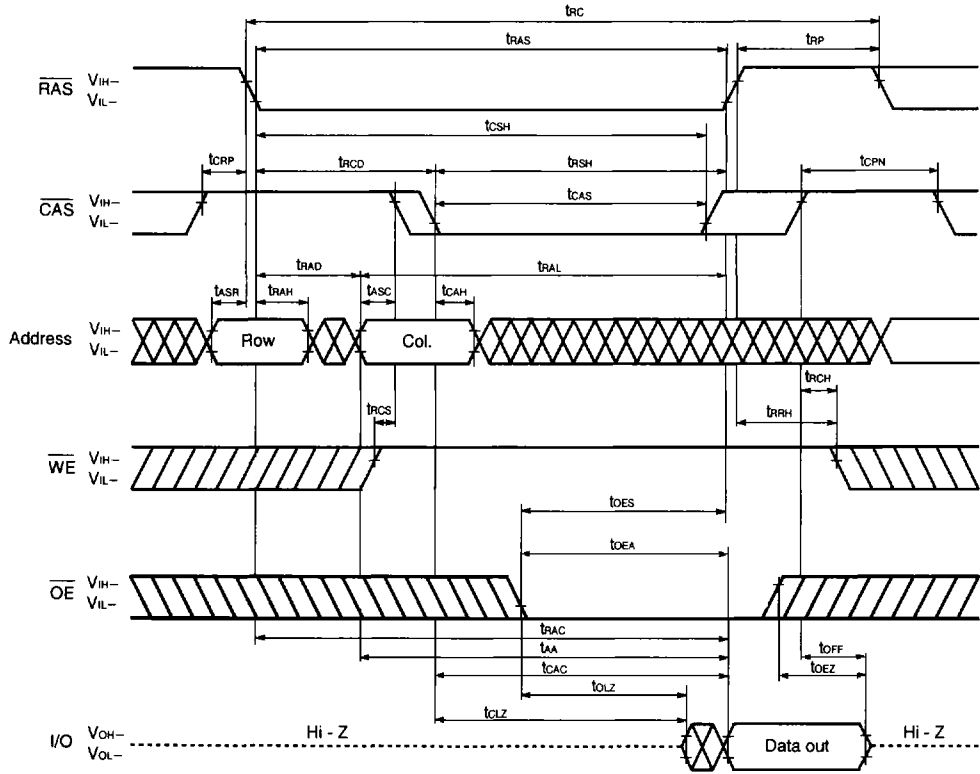 tRC
tRAS tRP
RAS VIH– VIL–
tCSH
tCRP tRCD tRSH tCPN
CAS VIH– VIL– tCAS
tRAD tRAL
tASR tRAH tASC tCAH
Address VIH– VIL– Row Col.
tRCH
tRCS tRRH
WE VIH– VIL–
tOES
tOEA
OE VIH– VIL–
tRAC
tAA tOFF
tCAC tOEZ
tOLZ
tCLZ
I/O VOH– VOL– Hi - Z Data out Hi - Z